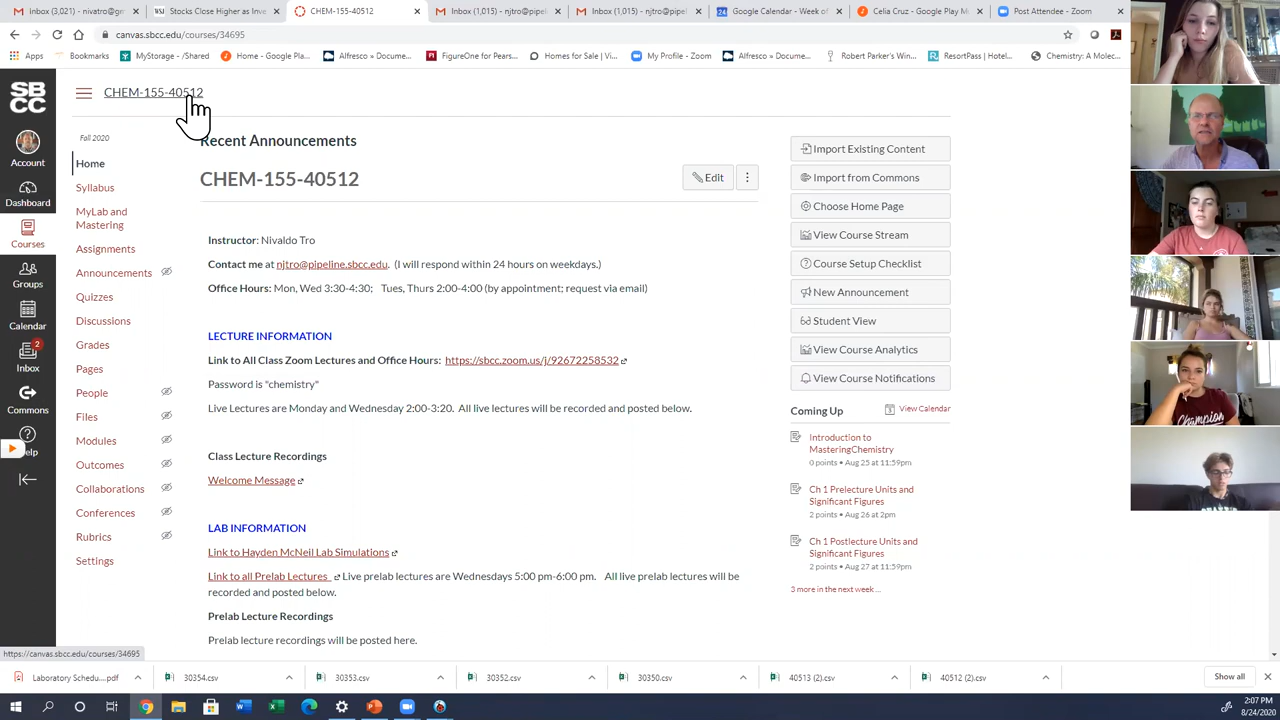 Inbox (3,021) - nivatro@gm
Stocks Close Higher as Inve
CHEM-155-40512
Inbox (1,015) - njtro@pipelin
Inbox (1,015) - njtro@pipelin
Google Calendar - Week of
Celia Cruz - Google Play M
Post Attendee - Zoom
canvas.sbcc.edu/courses/34695
Apps
Bookmarks
MyStorage - /Shared
Home - Google Pla...
Alfresco » Docume...
FigureOne for Pears...
Homes for Sale | Ve...
My Profile - Zoom
Alfresco » Docume...
Robert Parker's Win...
ResortPass | Hotel...
Chemistry: A Molec...
SB
CC
Account
Dashboard
Courses
Groups
Calendar
2
Inbox
Commons
elp
CHEM-155-40512
Fall 2020
Home
Syllabus
MyLab and
Mastering
Assignments
Announcements
Quizzes
Discussions
Grades
Pages
People
Files
Modules
Outcomes
Collaborations
Conferences
Rubrics
Settings
Recent Announcements
CHEM-155-40512
Edit
Instructor: Nivaldo Tro
Contact me at njtro@pipeline.sbcc.edu. (I will respond within 24 hours on weekdays.)
Office Hours: Mon, Wed 3:30-4:30; Tues, Thurs 2:00-4:00 (by appointment; request via email)
LECTURE INFORMATION
Link to All Class Zoom Lectures and Office Hours: https://sbcc.zoom.us/j/92672258532
Password is "chemistry"
Live Lectures are Monday and Wednesday 2:00-3:20. All live lectures will be recorded and posted below.
Class Lecture Recordings
Welcome Message
LAB INFORMATION
Link to Hayden McNeil Lab Simulations
Link to all Prelab Lectures Live prelab lectures are Wednesdays 5:00 pm-6:00 pm. All live prelab lectures will be
recorded and posted below.
Prelab Lecture Recordings
Prelab lecture recordings will be posted here.
Import Existing Content
Import from Commons
Choose Home Page
View Course Stream
Course Setup Checklist
New Announcement
Student View
View Course Analytics
View Course Notifications
Coming Up
View Calendar
Introduction to
MasteringChemistry
0 points • Aug 25 at 11:59pm
Ch 1 Prelecture Units and
Significant Figures
2 points • Aug 26 at 2pm
Ch 1 Postlecture Units and
Significant Figures
2 points • Aug 27 at 11:59pm
3 more in the next week ...
Champion
https://canvas.sbcc.edu/courses/34695
Laboratory Schedu....pdf
30354.csv
30353.csv
30352.csv
30350.csv
40513 (2).csv
40512 (2).csv
Show all
2:07 PM
8/24/2020